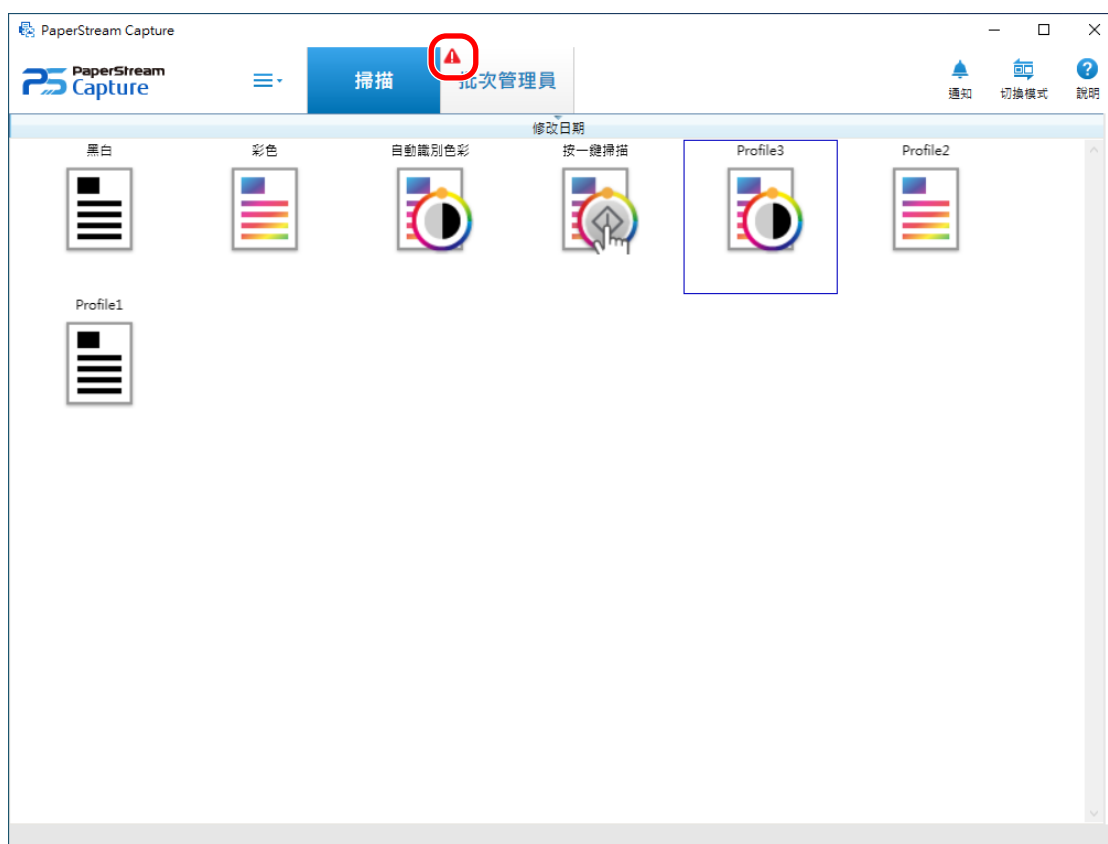 PaperStream Capture
PaperStream
Capture
掃描
批次管理員
通知
切換模式
說明
修改日期
黑白
彩色
自動識別色彩
按一鍵掃描
Profile3
Profile2
Profile1